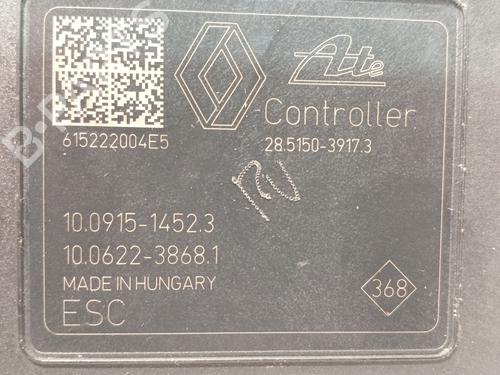 Ate
Controller
615222004E5
28.5150-3917.3
10.0915-1452.3
10.0622-3868.1
MADE IN HUNGARY
ESC
368